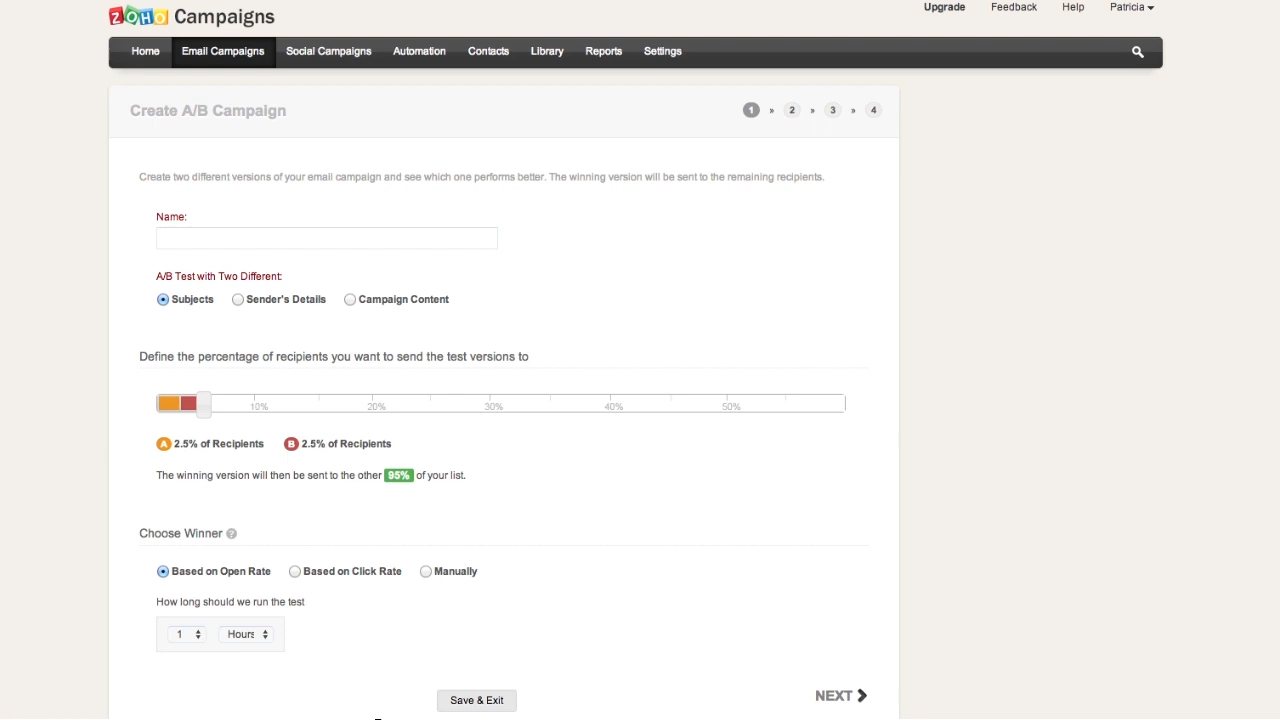 ZOHO Campaigns
Upgrade Feedback Help Patricia
Home Email Campaigns Social Campaigns Automation Contacts Library Reports Settings
Create A/B Campaign
1 » 2 » 3 » 4
Create two different versions of your email campaign and see which one performs better. The winning version will be sent to the remaining recipients.
Name:
A/B Test with Two Different:
Subjects Sender's Details Campaign Content
Define the percentage of recipients you want to send the test versions to
10% 20% 30% 40% 50%
A 2.5% of Recipients B 2.5% of Recipients
The winning version will then be sent to the other 95% of your list.
Choose Winner ?
Based on Open Rate Based on Click Rate Manually
How long should we run the test
1 Hours
Save & Exit
NEXT